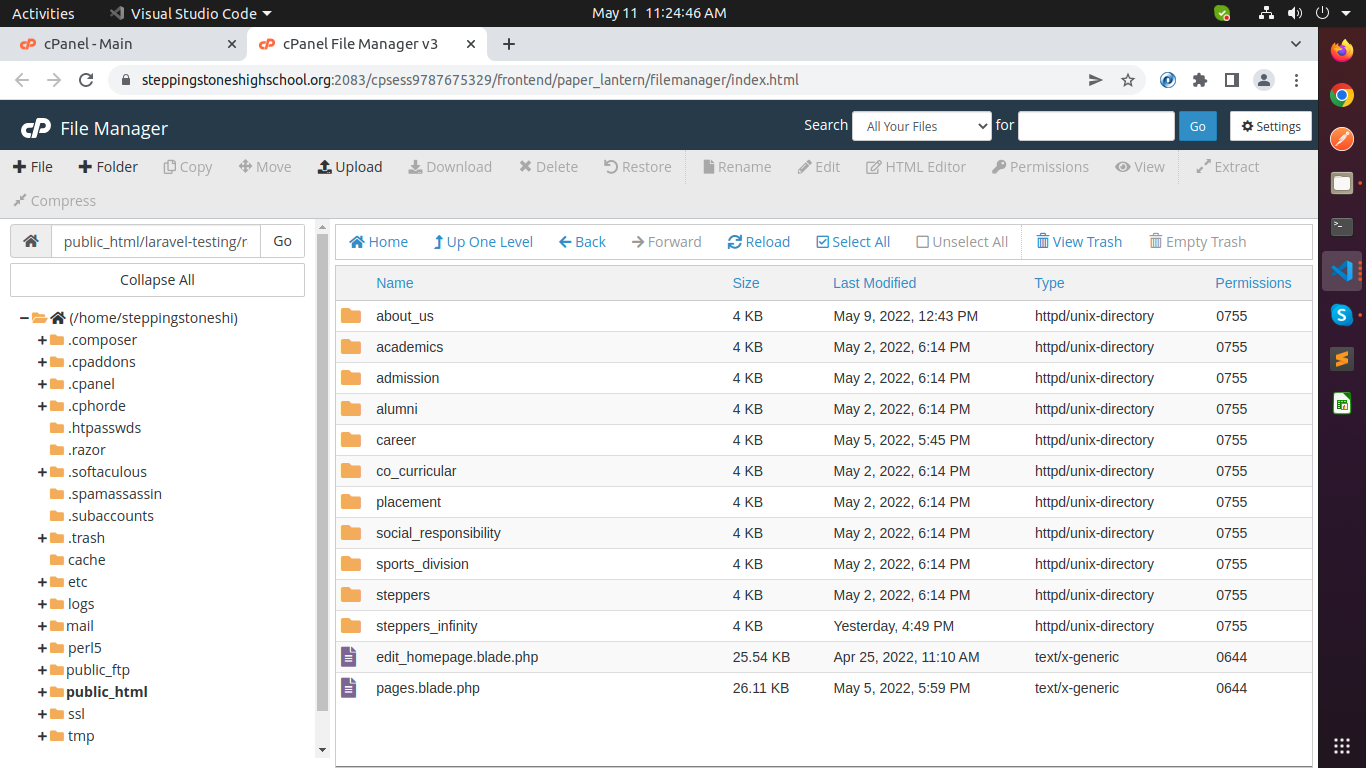 Activities Visual Studio Code May 11 11:24:46 AM
cPanel - Main cPanel File Manager v3
steppingstoneshighschool.org:2083/cpsess9787675329/frontend/paper_lantern/filemanager/index.html
cP File Manager Search All Your Files for Go Settings
File Folder Copy Move Upload Download Delete Restore Rename Edit HTML Editor Permissions View Extract
Compress
public_html/laravel-testing/r Go
Collapse All
(/home/steppingstoneshi)
.composer
.cpaddons
.cpanel
.cphorde
.htpasswds
.razor
.softaculous
.spamassassin
.subaccounts
.trash
cache
etc
logs
mail
perl5
public_ftp
public_html
ssl
tmp
Home Up One Level Back Forward Reload Select All Unselect All View Trash Empty Trash
Name Size Last Modified Type Permissions
about_us 4 KB May 9, 2022, 12:43 PM httpd/unix-directory 0755
academics 4 KB May 2, 2022, 6:14 PM httpd/unix-directory 0755
admission 4 KB May 2, 2022, 6:14 PM httpd/unix-directory 0755
alumni 4 KB May 2, 2022, 6:14 PM httpd/unix-directory 0755
career 4 KB May 5, 2022, 5:45 PM httpd/unix-directory 0755
co_curricular 4 KB May 2, 2022, 6:14 PM httpd/unix-directory 0755
placement 4 KB May 2, 2022, 6:14 PM httpd/unix-directory 0755
social_responsibility 4 KB May 2, 2022, 6:14 PM httpd/unix-directory 0755
sports_division 4 KB May 2, 2022, 6:14 PM httpd/unix-directory 0755
steppers 4 KB May 2, 2022, 6:14 PM httpd/unix-directory 0755
steppers_infinity 4 KB Yesterday, 4:49 PM httpd/unix-directory 0755
edit_homepage.blade.php 25.54 KB Apr 25, 2022, 11:10 AM text/x-generic 0644
pages.blade.php 26.11 KB May 5, 2022, 5:59 PM text/x-generic 0644